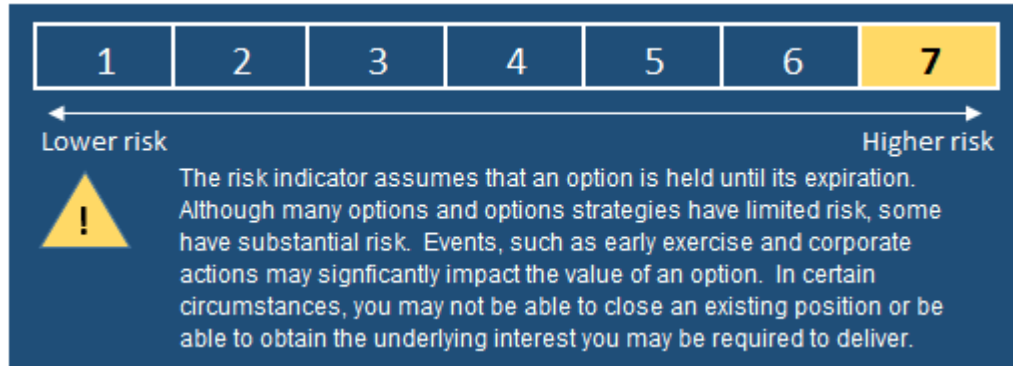 1 2 3 4 5 6 7
Lower risk Higher risk
!
The risk indicator assumes that an option is held until its expiration.
Although many options and options strategies have limited risk, some
have substantial risk.  Events, such as early exercise and corporate
actions may signficantly impact the value of an option.  In certain
circumstances, you may not be able to close an existing position or be
able to obtain the underlying interest you may be required to deliver.